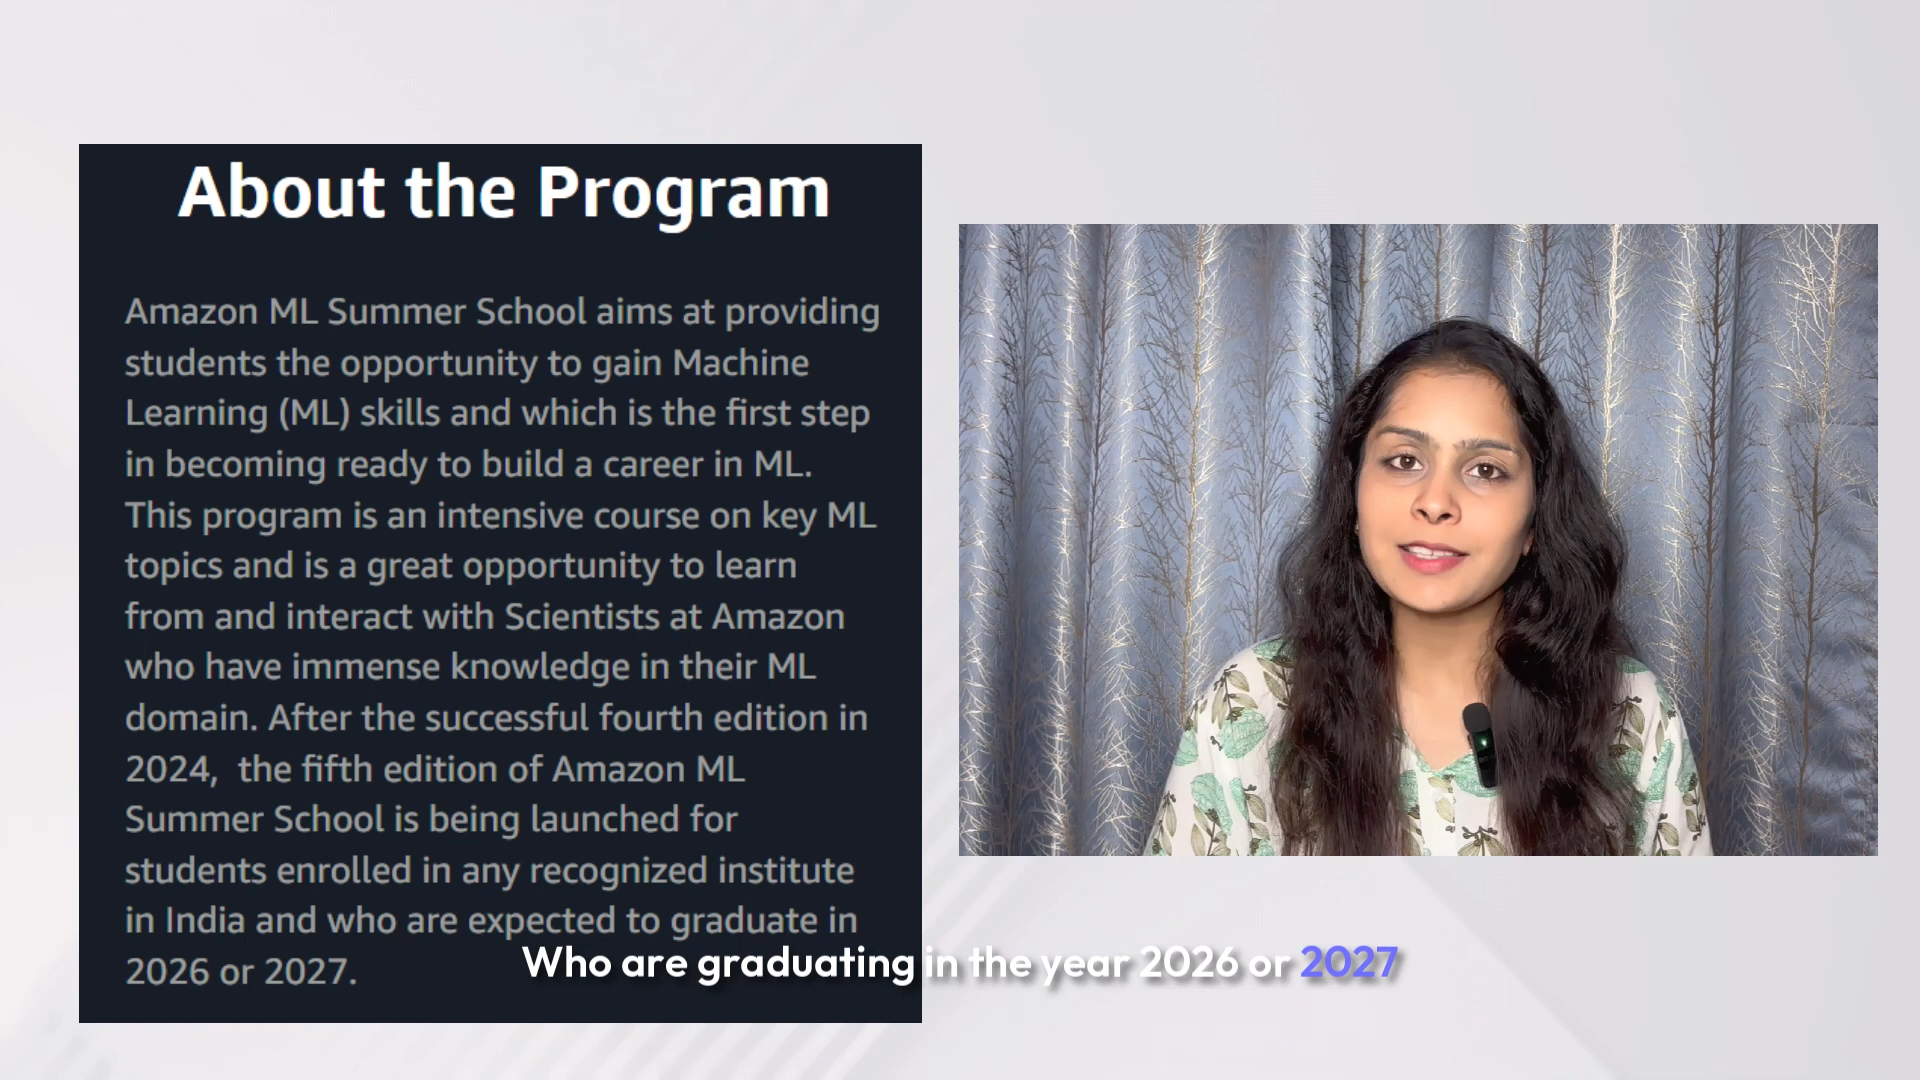 About the Program
Amazon ML Summer School aims at providing
students the opportunity to gain Machine
Learning (ML) skills and which is the first step
in becoming ready to build a career in ML.
This program is an intensive course on key ML
topics and is a great opportunity to learn
from and interact with Scientists at Amazon
who have immense knowledge in their ML
domain. After the successful fourth edition in
2024,  the fifth edition of Amazon ML
Summer School is being launched for
students enrolled in any recognized institute
in India and who are expected to graduate in
2026 or 2027.
Who are graduating in the year 2026 or 2027